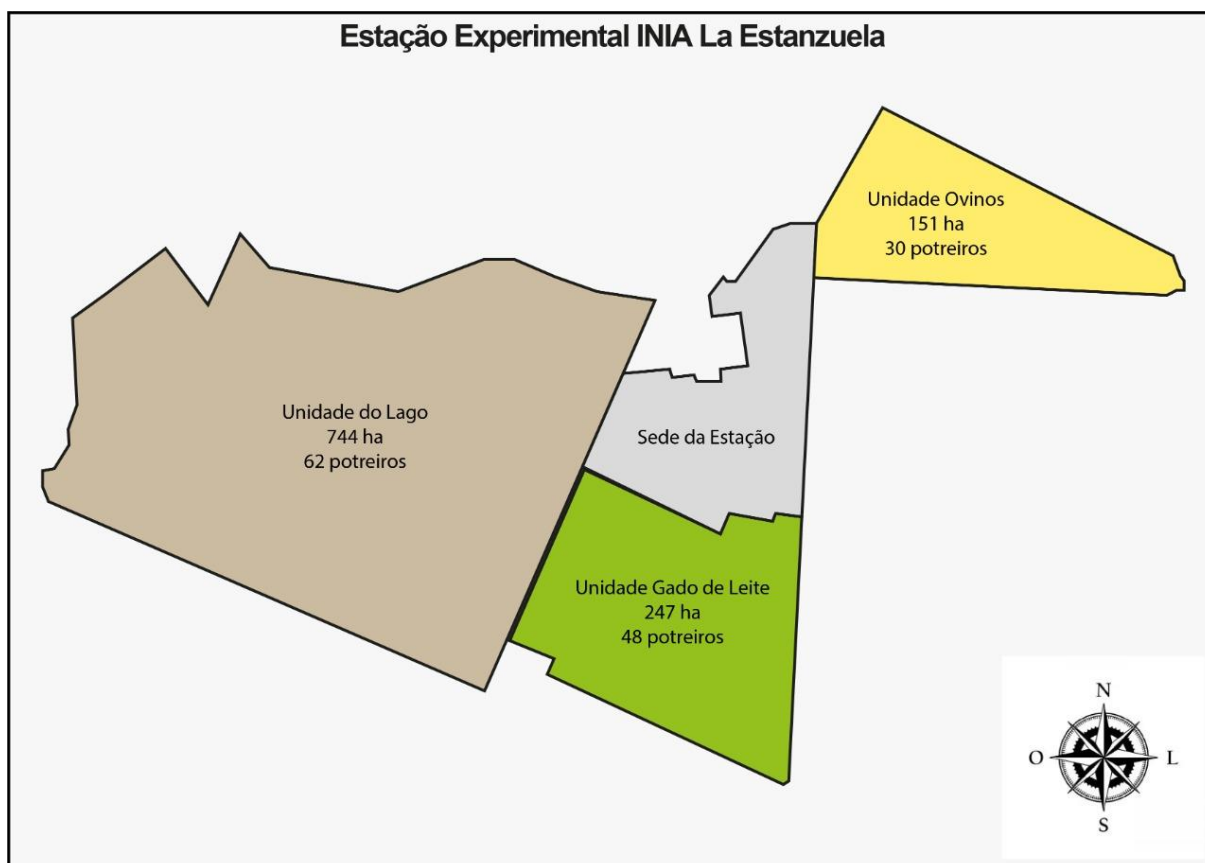 Estação Experimental INIA La Estanzuela
Unidade Ovinos
151 ha
30 potreiros
Unidade do Lago
744 ha
62 potreiros
Sede da Estação
Unidade Gado de Leite
247 ha
48 potreiros
N
O
L
S